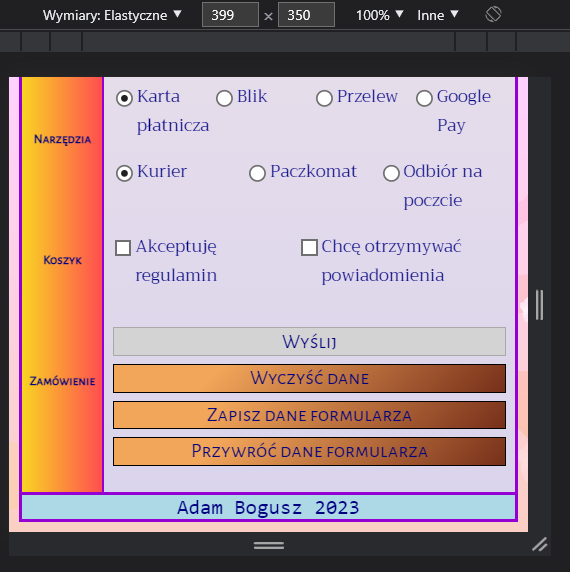 Wymiary: Elastyczne ▼ 399 × 350 100% ▼ Inne ▼
Karta płatnicza
Blik
Przelew
Google Pay
Narzędzia
Kurier
Paczkomat
Odbiór na poczcie
Koszyk
Akceptuję regulamin
Chcę otrzymywać powiadomienia
Wyślij
Zamówienie
Wyczyść dane
Zapisz dane formularza
Przywróć dane formularza
Adam Bogusz 2023